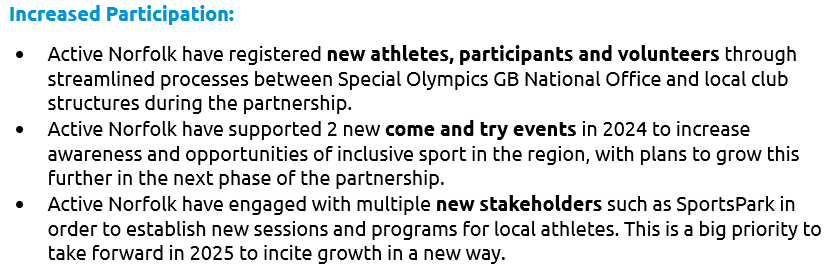 Increased Participation:
• Active Norfolk have registered new athletes, participants and volunteers through
streamlined processes between Special Olympics GB National Office and local club
structures during the partnership.
• Active Norfolk have supported 2 new come and try events in 2024 to increase
awareness and opportunities of inclusive sport in the region, with plans to grow this
further in the next phase of the partnership.
• Active Norfolk have engaged with multiple new stakeholders such as SportsPark in
order to establish new sessions and programs for local athletes. This is a big priority to
take forward in 2025 to incite growth in a new way.